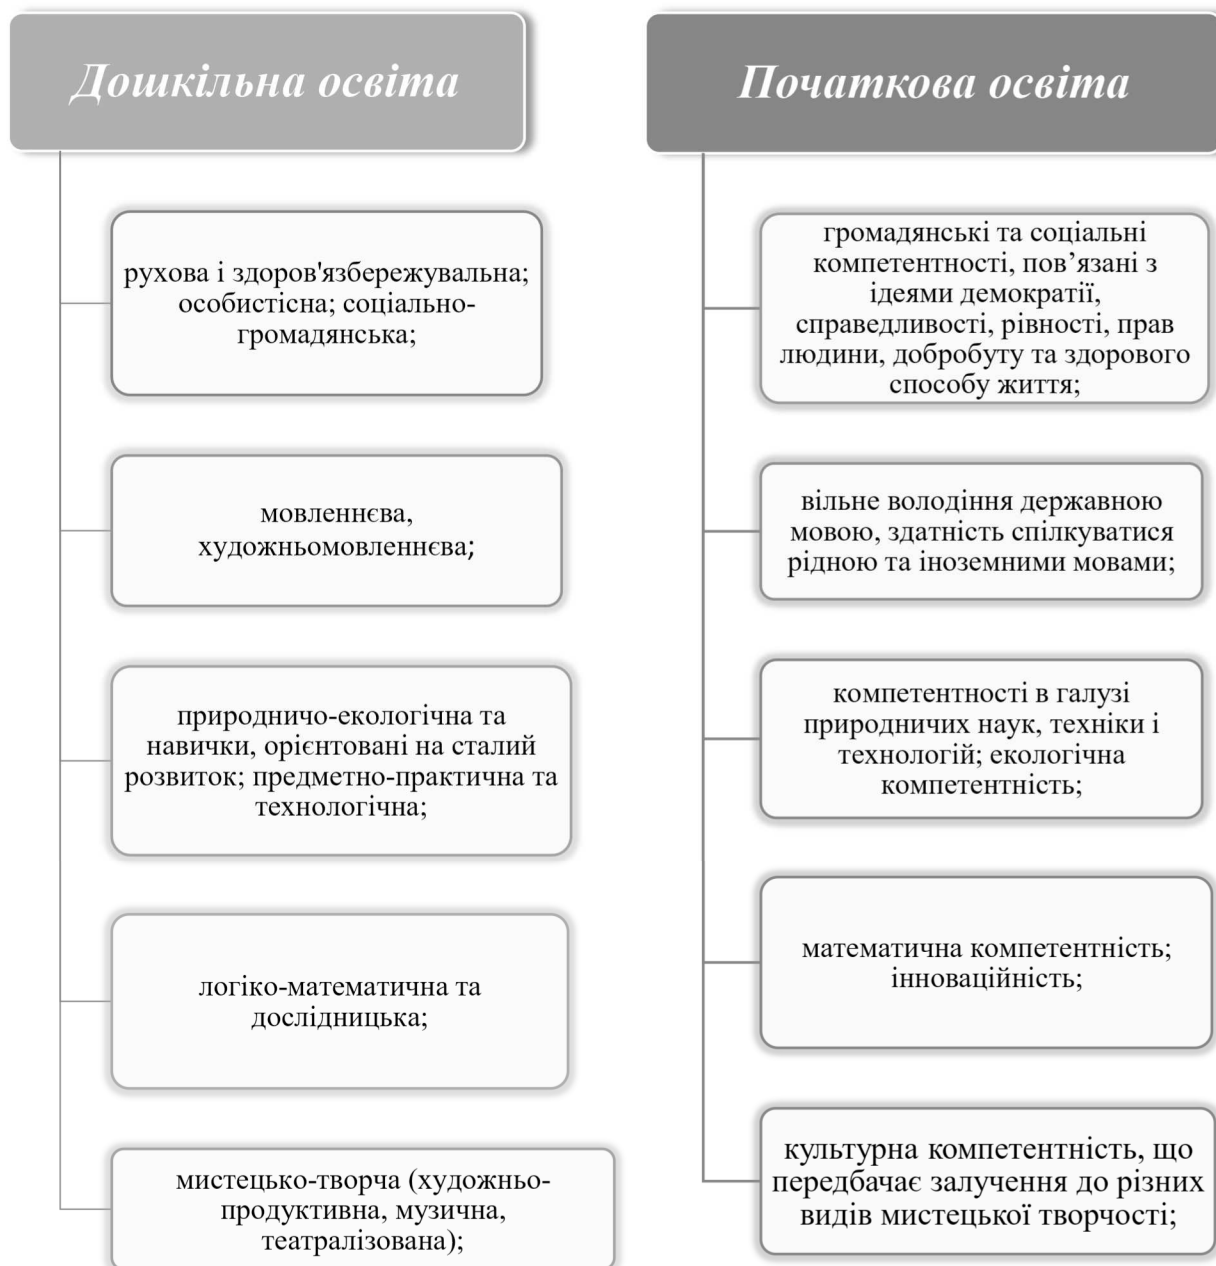 Дошкільна освіта
рухова і здоров'язбережувальна;
особистісна; соціально-
громадянська;
мовленнєва,
художньомовленнєва;
природничо-екологічна та
навички, орієнтовані на сталий
розвиток; предметно-практична та
технологічна;
логіко-математична та
дослідницька;
мистецько-творча (художньо-
продуктивна, музична,
театралізована);
Початкова освіта
громадянські та соціальні
компетентності, пов’язані з
ідеями демократії,
справедливості, рівності, прав
людини, добробуту та здорового
способу життя;
вільне володіння державною
мовою, здатність спілкуватися
рідною та іноземними мовами;
компетентності в галузі
природничих наук, техніки і
технологій; екологічна
компетентність;
математична компетентність;
інноваційність;
культурна компетентність, що
передбачає залучення до різних
видів мистецької творчості;